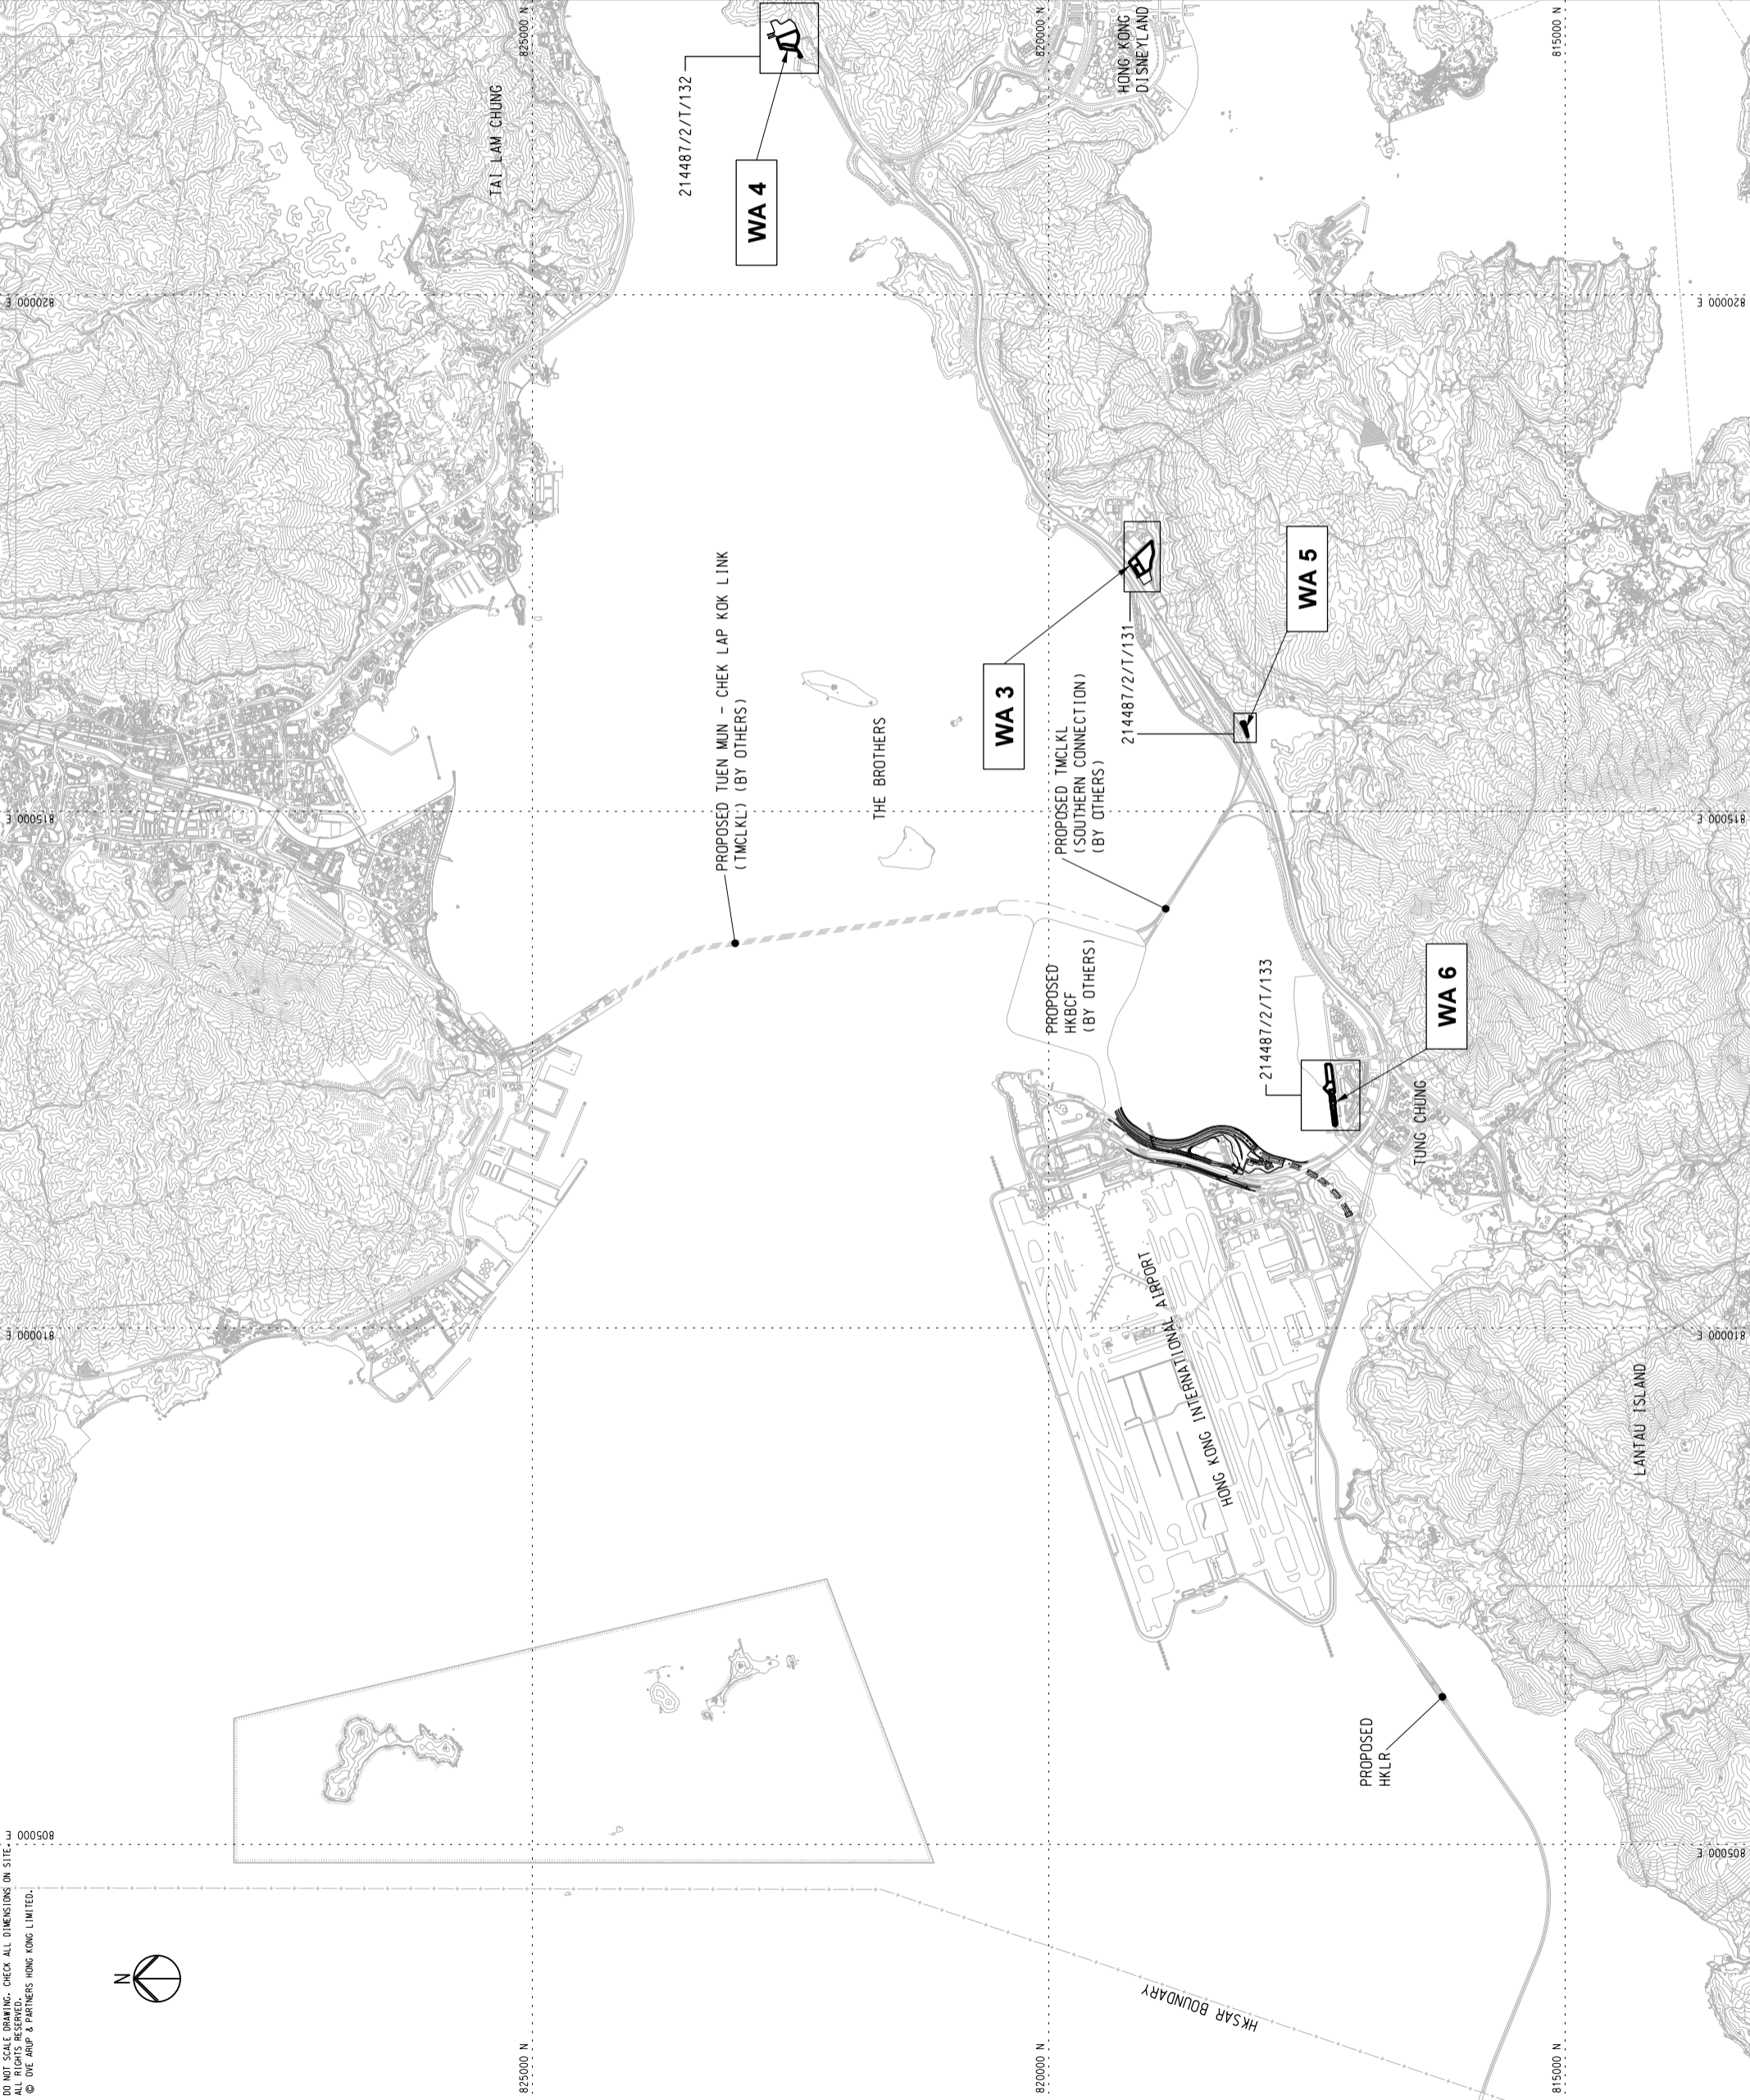 DO NOT SCALE DRAWING. CHECK ALL DIMENSIONS ON SITE.
ALL RIGHTS RESERVED.
© OVE ARUP & PARTNERS HONG KONG LIMITED.
N
805000 E
810000 E
815000 E
820000 E
825000 N
825000 N
820000 N
820000 N
815000 N
815000 N
805000 E
810000 E
815000 E
820000 E
TAI LAM CHUNG
214487/2/T/132
WA 4
HONG KONG
DISNEYLAND
PROPOSED TUEN MUN - CHEK LAP KOK LINK
(TMCLKL) (BY OTHERS)
THE BROTHERS
WA 3
214487/2/T/131
WA 5
PROPOSED TMCLKL
(SOUTHERN CONNECTION)
(BY OTHERS)
PROPOSED
HKBCF
(BY OTHERS)
214487/2/T/133
WA 6
TUNG CHUNG
HONG KONG INTERNATIONAL AIRPORT
LANTAU ISLAND
PROPOSED
HKLR
HKSAR BOUNDARY